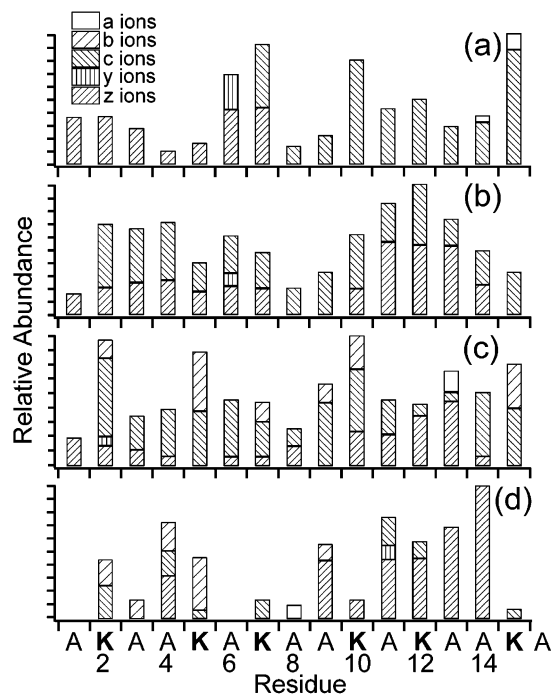 a ions
b ions
c ions
y ions
z ions
(a)
(b)
(c)
(d)
Relative Abundance
A K A A K A K A A K A K A A K A
2 4 6 8 10 12 14
Residue